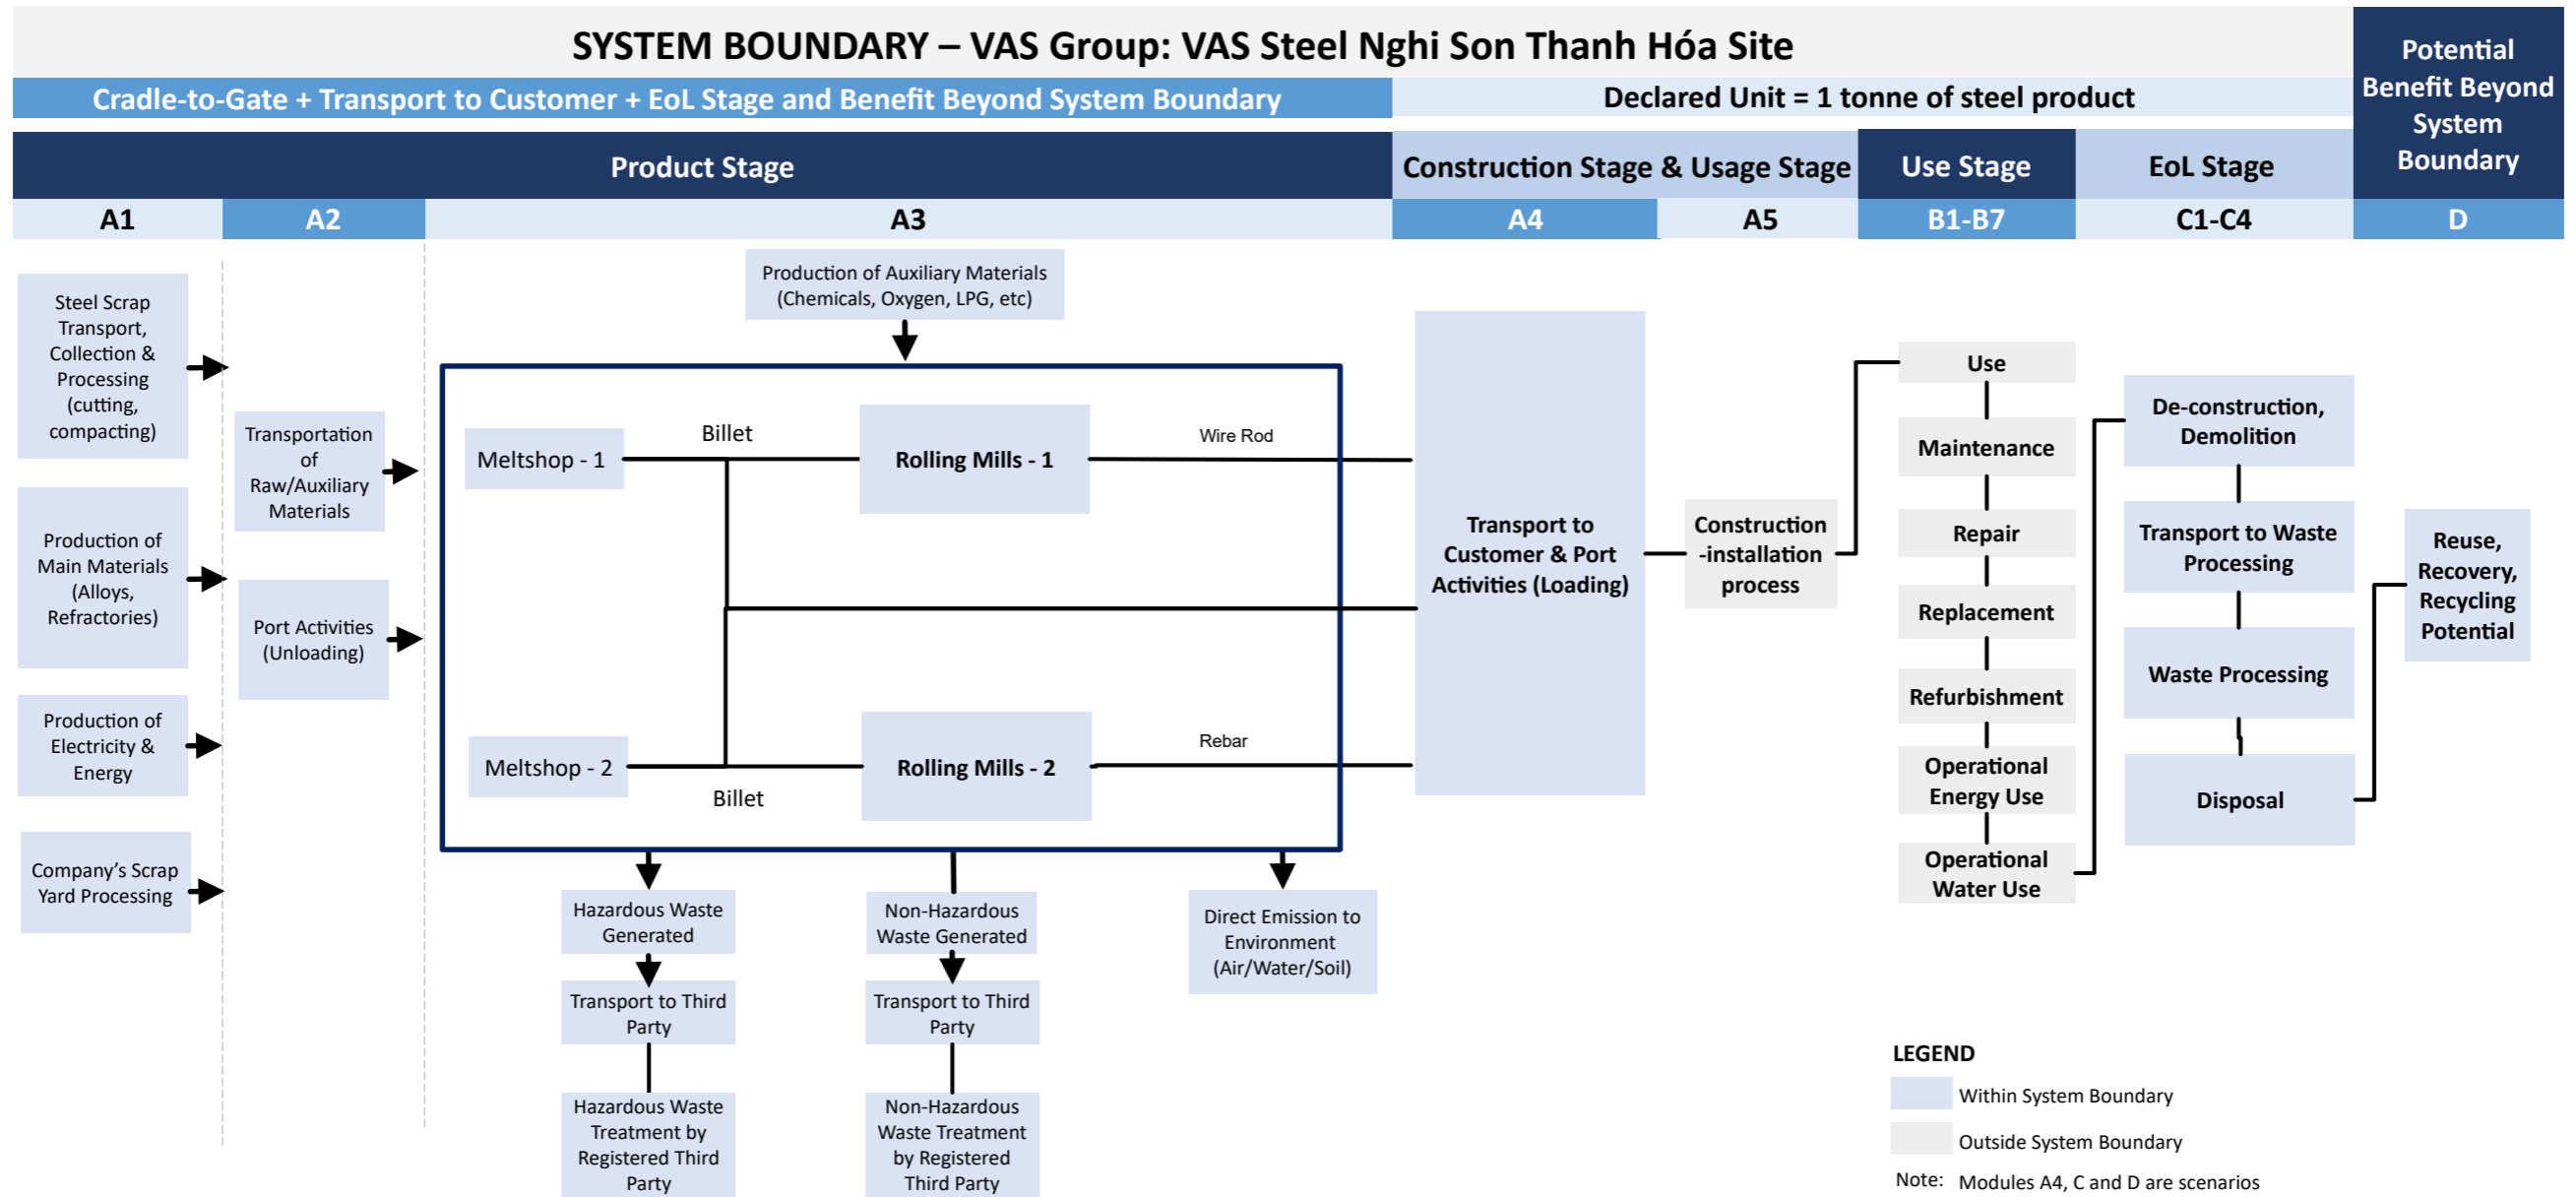 SYSTEM BOUNDARY – VAS Group: VAS Steel Nghi Son Thanh Hóa Site
Potential
Benefit Beyond
System
Boundary
Cradle-to-Gate + Transport to Customer + EoL Stage and Benefit Beyond System Boundary
Declared Unit = 1 tonne of steel product
Product Stage
Construction Stage & Usage Stage
Use Stage
EoL Stage
A1
A2
A3
A4
A5
B1-B7
C1-C4
D
Steel Scrap
Transport,
Collection &
Processing
(cutting,
compacting)
Production of
Main Materials
(Alloys,
Refractories)
Production of
Electricity &
Energy
Company's Scrap
Yard Processing
Transportation
of
Raw/Auxiliary
Materials
Port Activities
(Unloading)
Production of Auxiliary Materials
(Chemicals, Oxygen, LPG, etc)
Meltshop - 1
Billet
Rolling Mills - 1
Wire Rod
Meltshop - 2
Billet
Rolling Mills - 2
Rebar
Hazardous Waste
Generated
Transport to Third
Party
Hazardous Waste
Treatment by
Registered Third
Party
Non-Hazardous
Waste Generated
Transport to Third
Party
Non-Hazardous
Waste Treatment
by Registered
Third Party
Direct Emission to
Environment
(Air/Water/Soil)
Transport to
Customer & Port
Activities (Loading)
Construction
-installation
process
Use
Maintenance
Repair
Replacement
Refurbishment
Operational
Energy Use
Operational
Water Use
De-construction,
Demolition
Transport to Waste
Processing
Waste Processing
Disposal
Reuse,
Recovery,
Recycling
Potential
LEGEND
Within System Boundary
Outside System Boundary
Note: Modules A4, C and D are scenarios